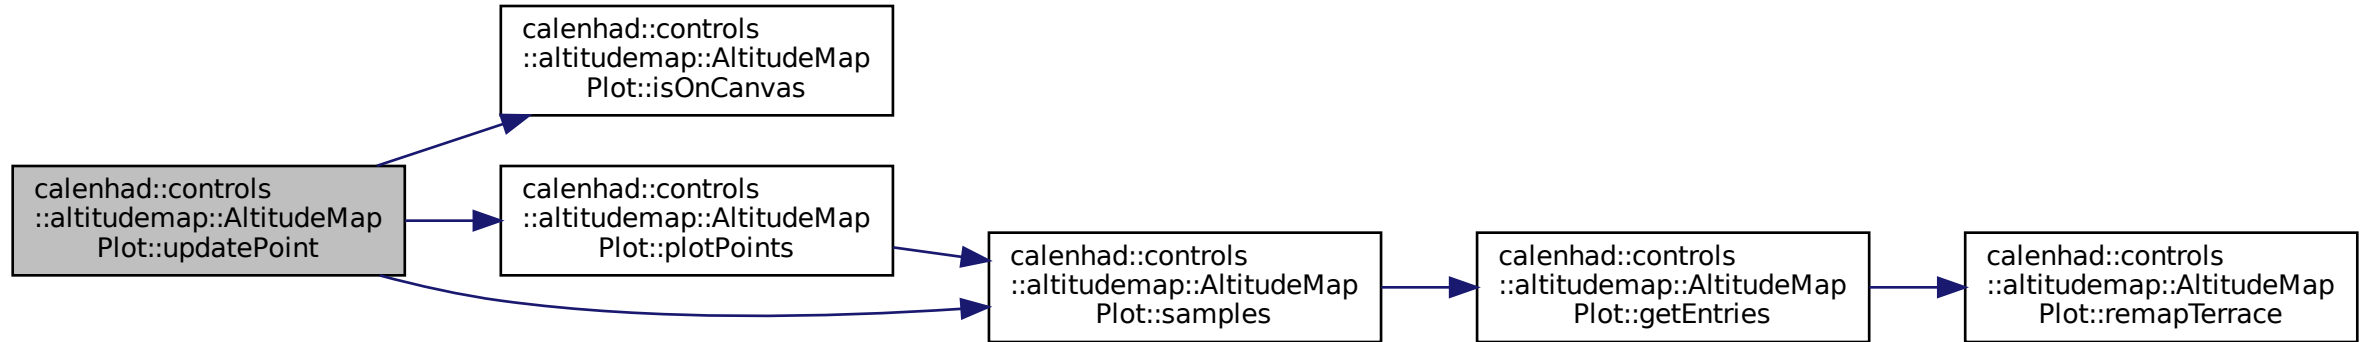 calenhad::controls
::altitudemap::AltitudeMap
Plot::isOnCanvas
calenhad::controls
::altitudemap::AltitudeMap
Plot::updatePoint
calenhad::controls
::altitudemap::AltitudeMap
Plot::plotPoints
calenhad::controls
::altitudemap::AltitudeMap
Plot::samples
calenhad::controls
::altitudemap::AltitudeMap
Plot::getEntries
calenhad::controls
::altitudemap::AltitudeMap
Plot::remapTerrace